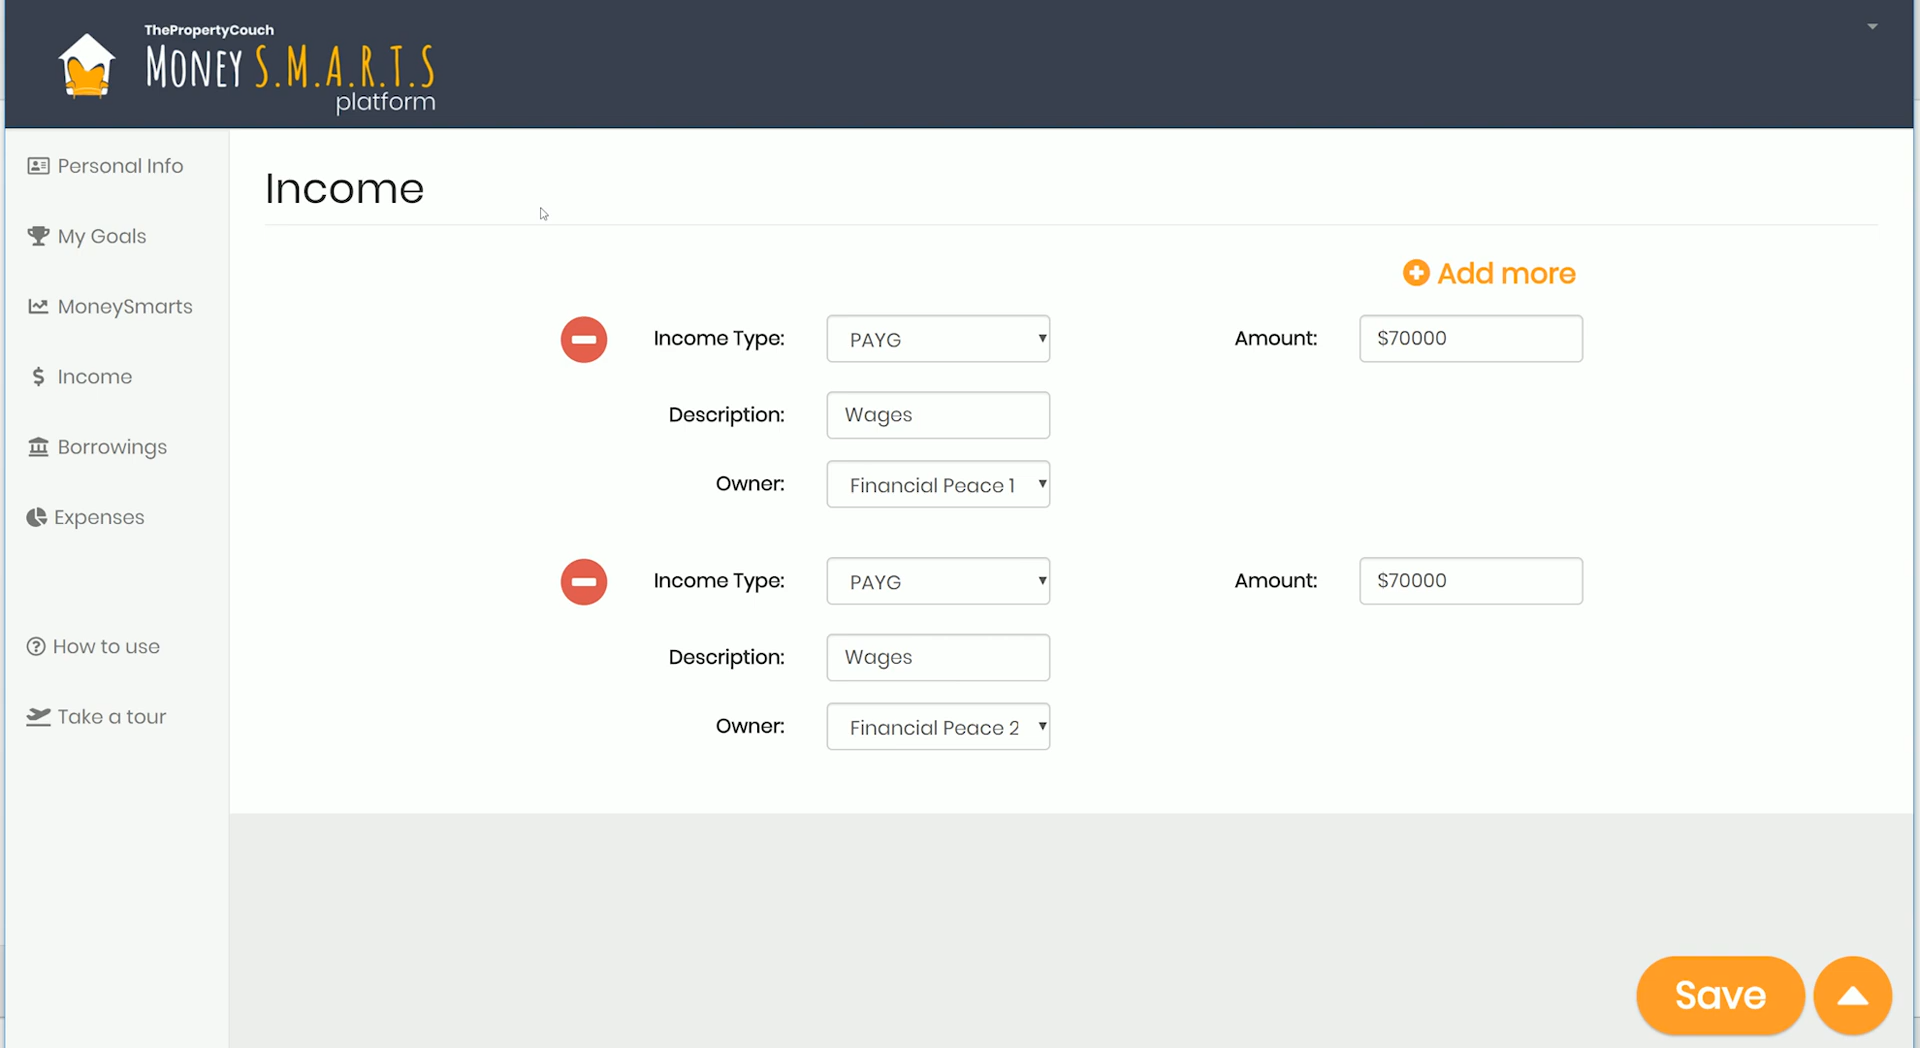 ThePropertyCouch
MONEY S.M.A.R.T.S
platform
Personal Info
My Goals
MoneySmarts
Income
Borrowings
Expenses
How to use
Take a tour
Income
Add more
Income Type: PAYG Amount: $70000
Description: Wages
Owner: Financial Peace 1
Income Type: PAYG Amount: $70000
Description: Wages
Owner: Financial Peace 2
Save